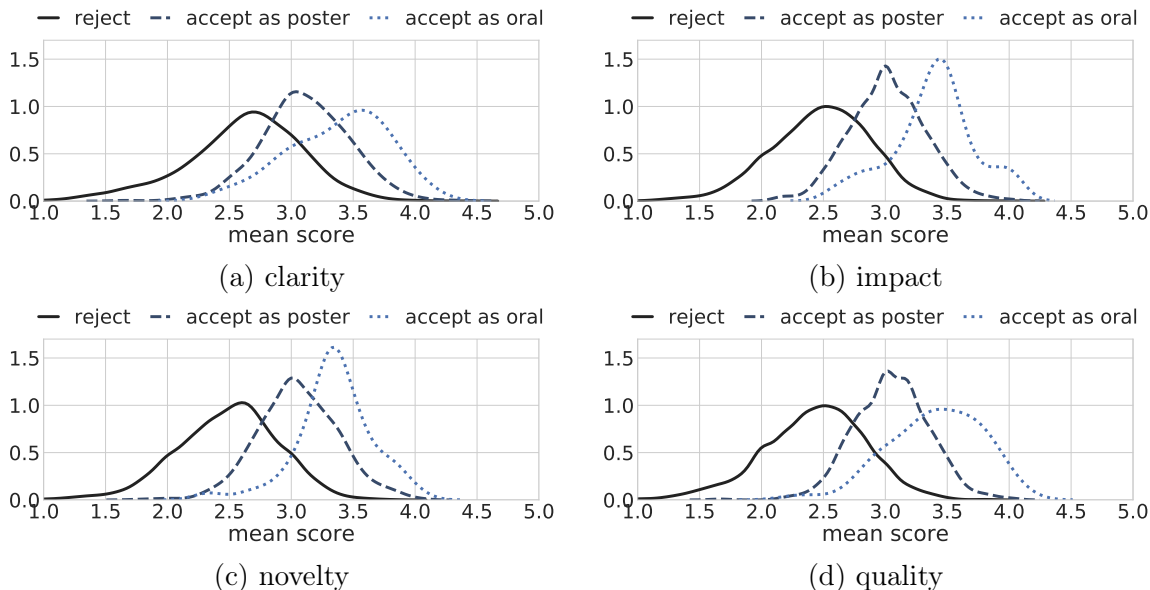 reject accept as poster accept as oral
1.5
1.0
0.5
0.0
1.0 1.5 2.0 2.5 3.0 3.5 4.0 4.5 5.0
mean score
(a) clarity
reject accept as poster accept as oral
1.5
1.0
0.5
0.0
1.0 1.5 2.0 2.5 3.0 3.5 4.0 4.5 5.0
mean score
(b) impact
reject accept as poster accept as oral
1.5
1.0
0.5
0.0
1.0 1.5 2.0 2.5 3.0 3.5 4.0 4.5 5.0
mean score
(c) novelty
reject accept as poster accept as oral
1.5
1.0
0.5
0.0
1.0 1.5 2.0 2.5 3.0 3.5 4.0 4.5 5.0
mean score
(d) quality